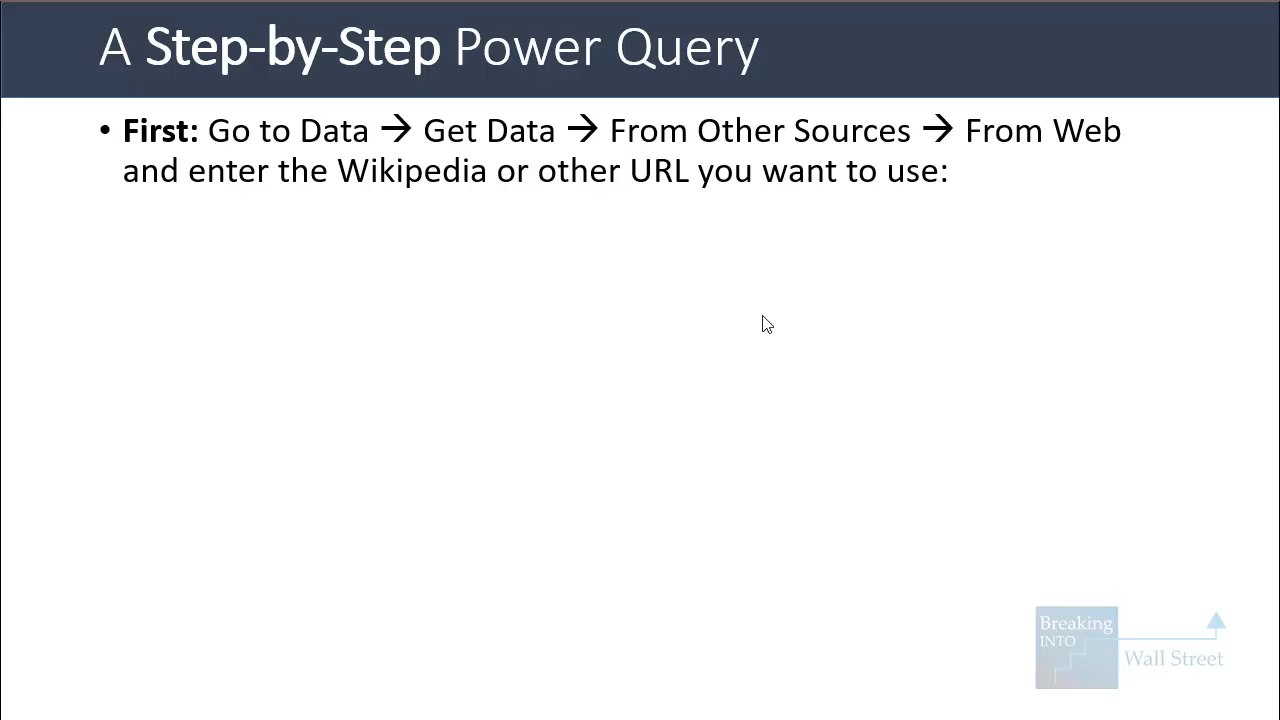 A Step-by-Step Power Query
• First: Go to Data → Get Data → From Other Sources → From Web
and enter the Wikipedia or other URL you want to use:
Breaking
INTO
Wall Street